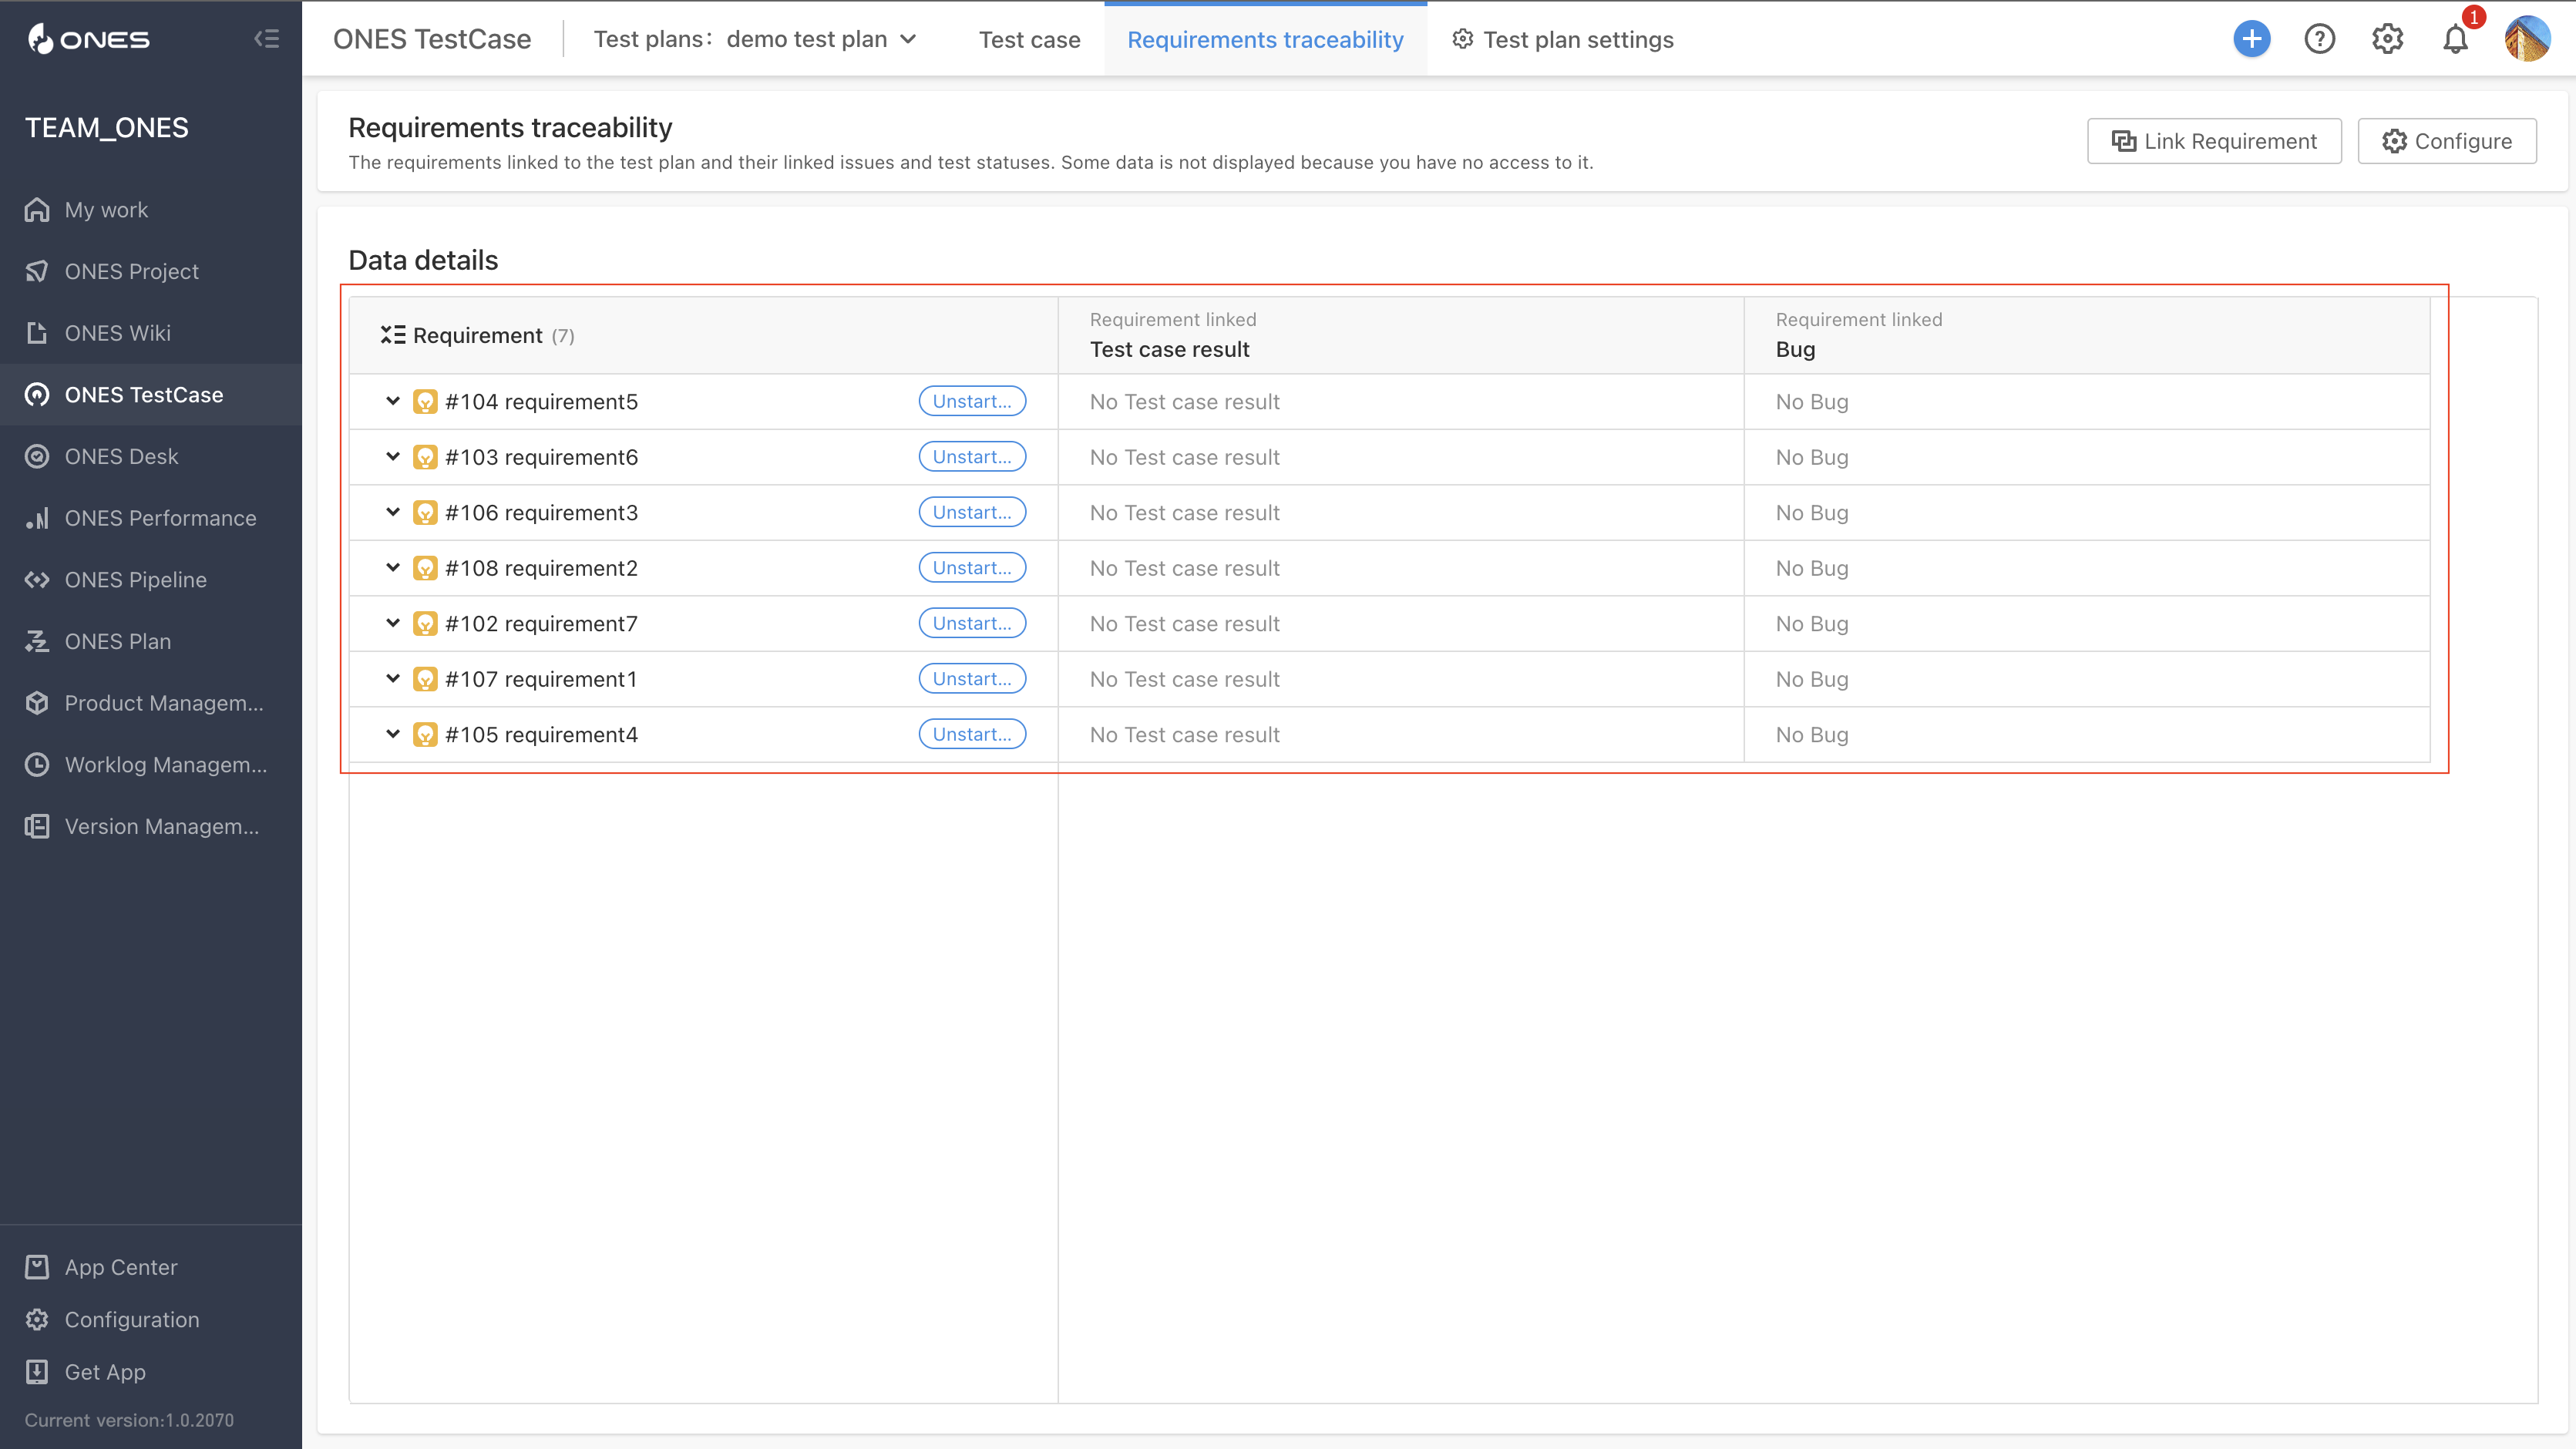 ONES
TEAM_ONES
My work
ONES Project
ONES Wiki
ONES TestCase
ONES Desk
ONES Performance
ONES Pipeline
ONES Plan
Product Managem...
Worklog Managem...
Version Managem...
App Center
Configuration
Get App
Current version:1.0.2070
ONES TestCase
Test plans: demo test plan
Test case
Requirements traceability
Test plan settings
1
Requirements traceability
The requirements linked to the test plan and their linked issues and test statuses. Some data is not displayed because you have no access to it.
Link Requirement
Configure
Data details
Requirement (7)
Requirement linked
Test case result
Requirement linked
Bug
#104 requirement5 Unstart... No Test case result No Bug
#103 requirement6 Unstart... No Test case result No Bug
#106 requirement3 Unstart... No Test case result No Bug
#108 requirement2 Unstart... No Test case result No Bug
#102 requirement7 Unstart... No Test case result No Bug
#107 requirement1 Unstart... No Test case result No Bug
#105 requirement4 Unstart... No Test case result No Bug